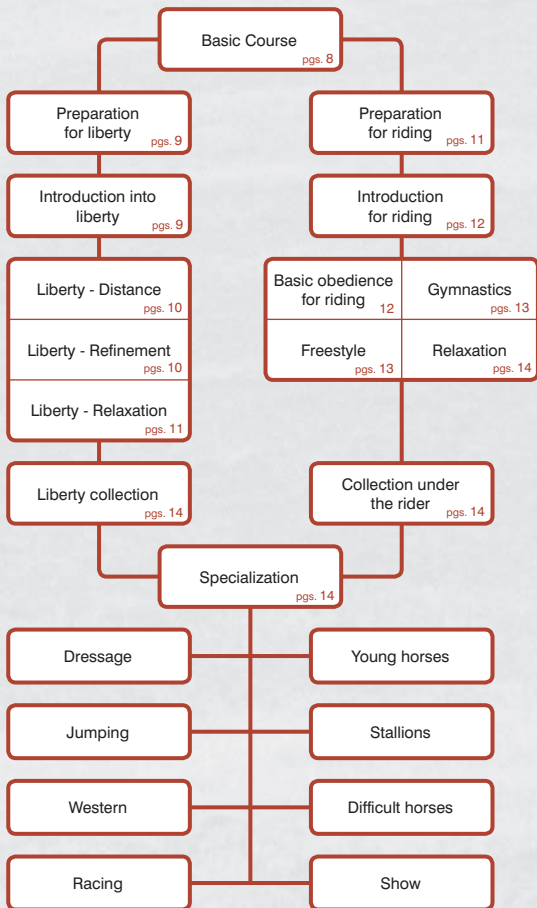 Basic Course
pgs. 8
Preparation
for liberty
pgs. 9
Preparation
for riding
pgs. 11
Introduction into
liberty
pgs. 9
Introduction
for riding
pgs. 12
Liberty - Distance
pgs. 10
Liberty - Refinement
pgs. 10
Liberty - Relaxation
pgs. 11
Basic obedience
for riding
12
Gymnastics
pgs. 13
Freestyle
pgs. 13
Relaxation
pgs. 14
Liberty collection
pgs. 14
Collection under
the rider
pgs. 14
Specialization
pgs. 14
Dressage
Young horses
Jumping
Stallions
Western
Difficult horses
Racing
Show